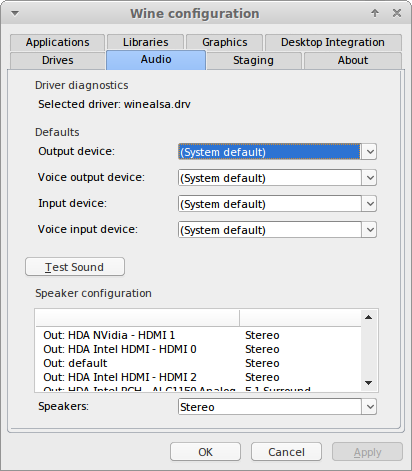 Wine configuration
Applications Libraries Graphics Desktop Integration
Drives Audio Staging About
Driver diagnostics
Selected driver: winealsa.drv
Defaults
Output device: (System default)
Voice output device: (System default)
Input device: (System default)
Voice input device: (System default)
Test Sound
Speaker configuration
Out: HDA NVidia - HDMI 1 Stereo
Out: HDA Intel HDMI - HDMI 0 Stereo
Out: default Stereo
Out: HDA Intel HDMI - HDMI 2 Stereo
Out: HDA Intel PCH - ALC1150 Analog 5.1 Surround
Speakers: Stereo
OK Cancel Apply